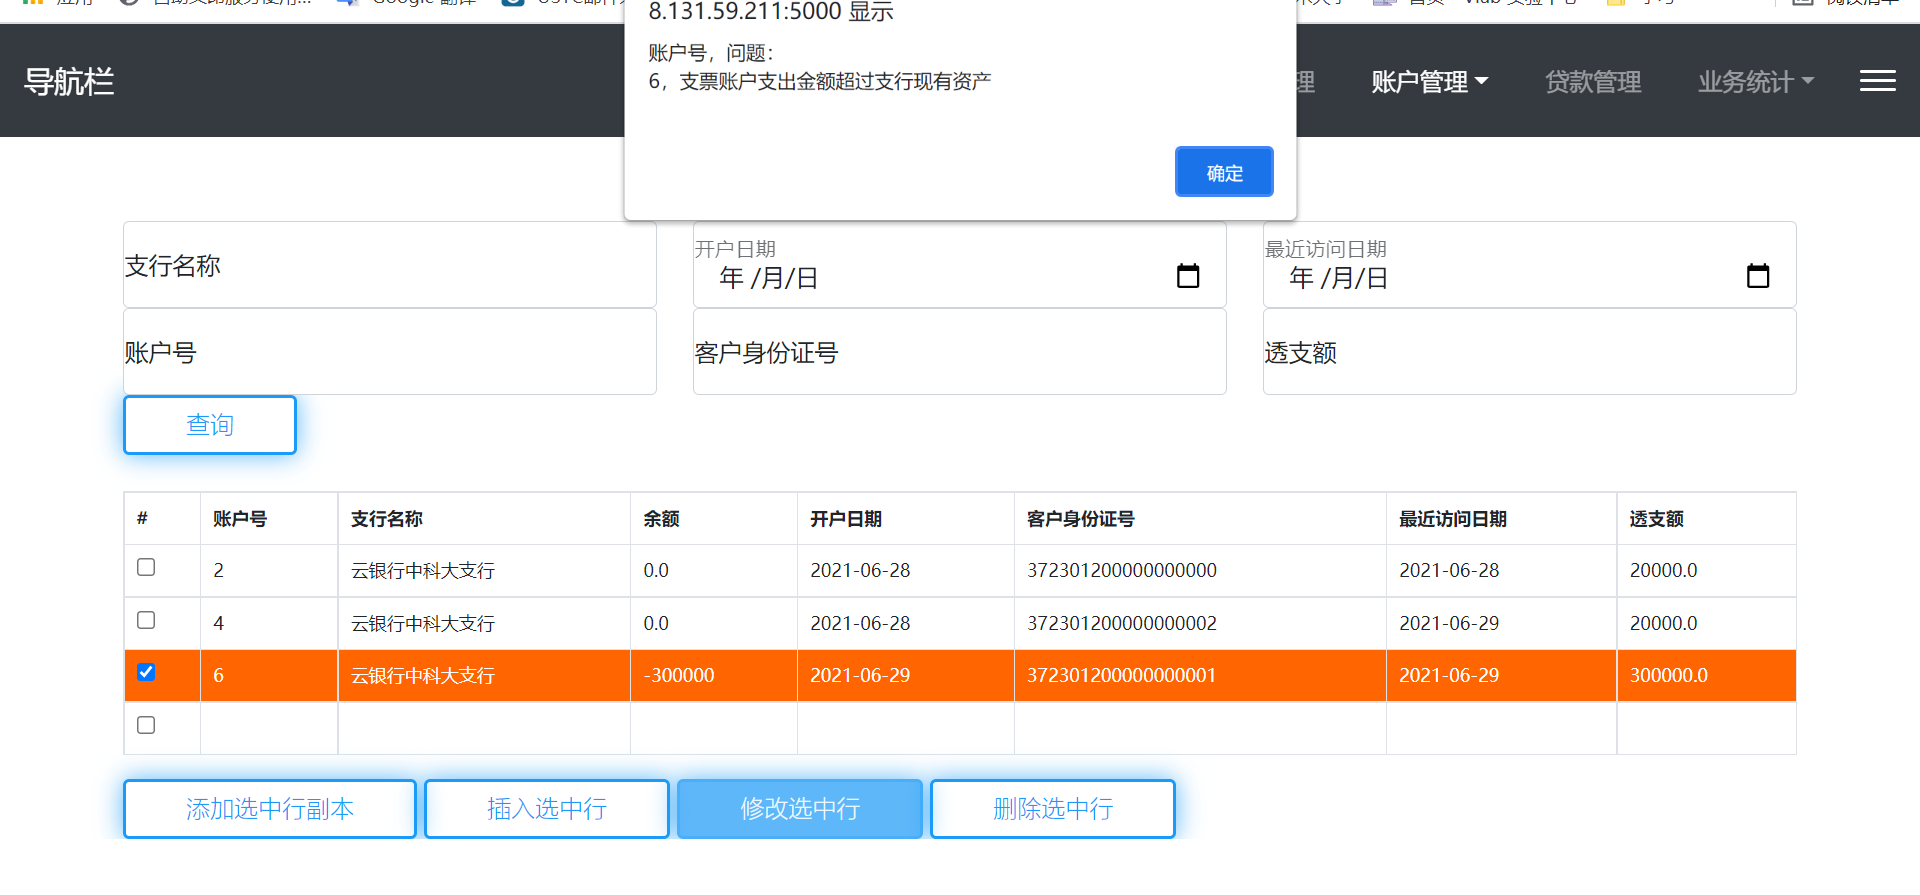 8.131.59.211:5000 显示
账户号，问题：
6，支票账户支出金额超过支行现有资产
确定
导航栏
理
账户管理
贷款管理
业务统计
支行名称
开户日期
年 /月/日
最近访问日期
年 /月/日
账户号
客户身份证号
透支额
查询
# 账户号 支行名称 余额 开户日期 客户身份证号 最近访问日期 透支额
2 云银行中科大支行 0.0 2021-06-28 372301200000000000 2021-06-28 20000.0
4 云银行中科大支行 0.0 2021-06-28 372301200000000002 2021-06-29 20000.0
6 云银行中科大支行 -300000 2021-06-29 372301200000000001 2021-06-29 300000.0
添加选中行副本 插入选中行 修改选中行 删除选中行